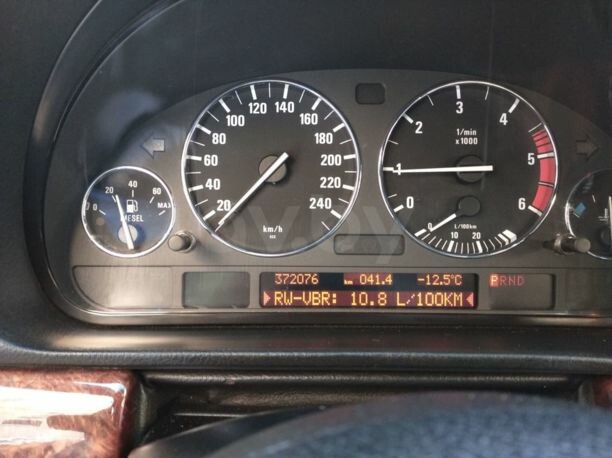 120 140
100 160
80 180
60 200
40 220
20 240
km/h
3
2 4
1/min
x1000
1 5
0 6
0
10 20
L/100km
0 20 40 60 MAX
DIESEL
372076 km 041.4 -12.5°C PRND
RW-VBR: 10.8 L/100KM